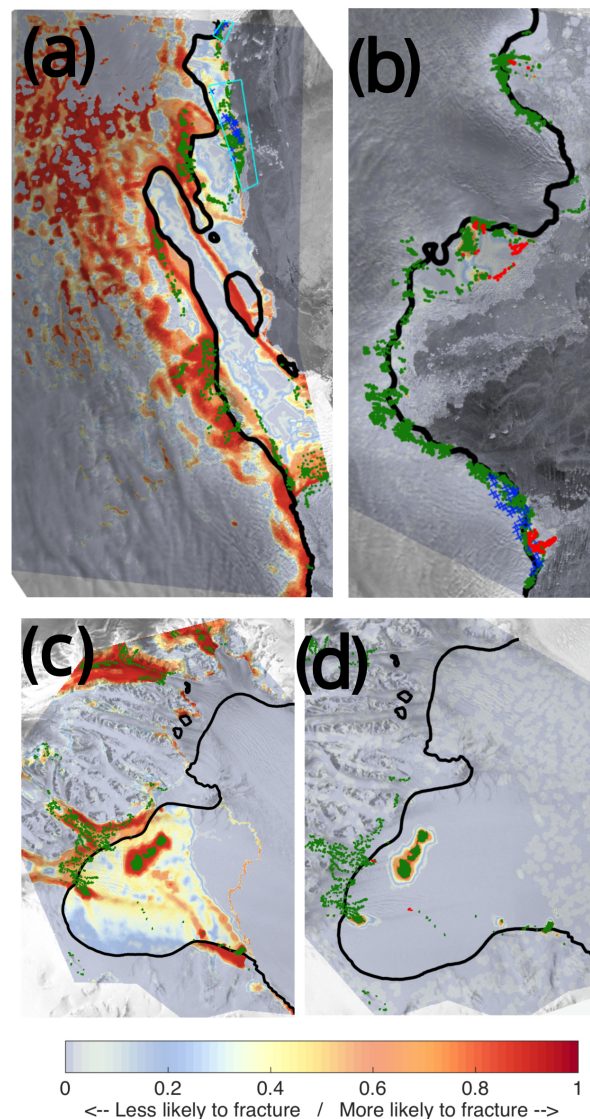 (a)
(b)
(c)
(d)
0 0.2 0.4 0.6 0.8 1
<-- Less likely to fracture / More likely to fracture -->